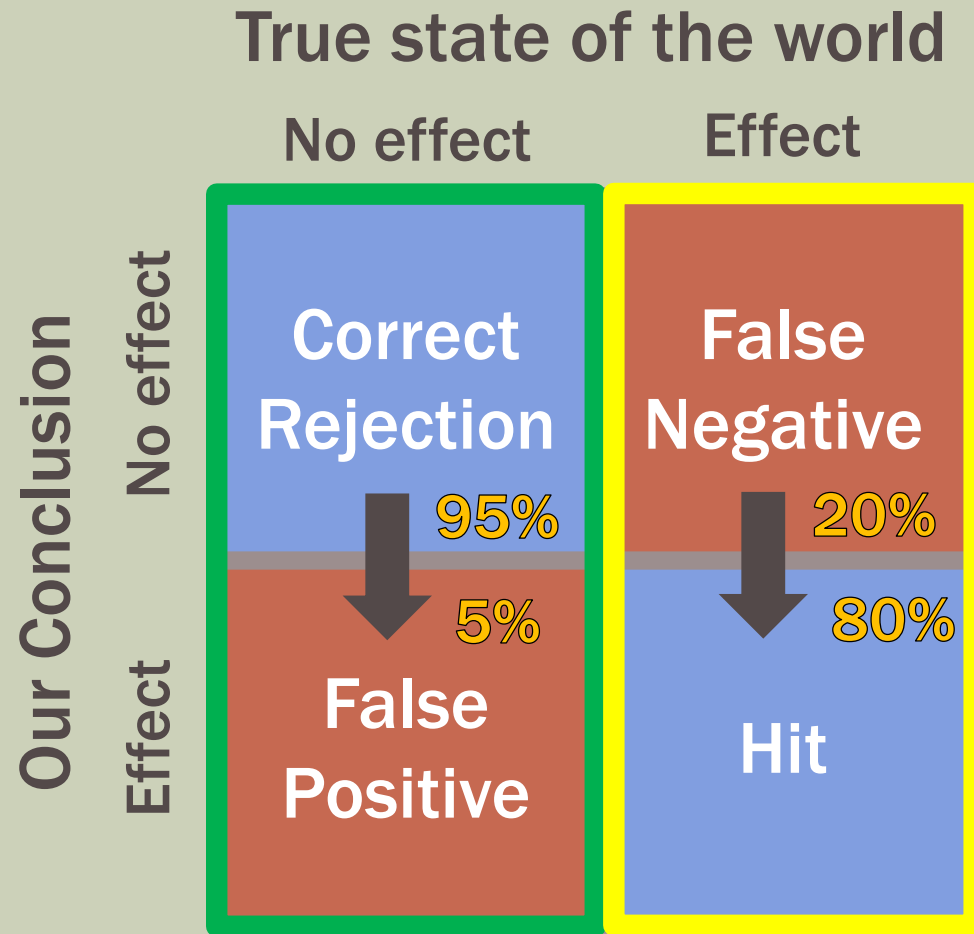 True state of the world
No effect
Effect
Our Conclusion
No effect
Effect
Correct
Rejection
95%
False
Negative
20%
5%
False
Positive
80%
Hit